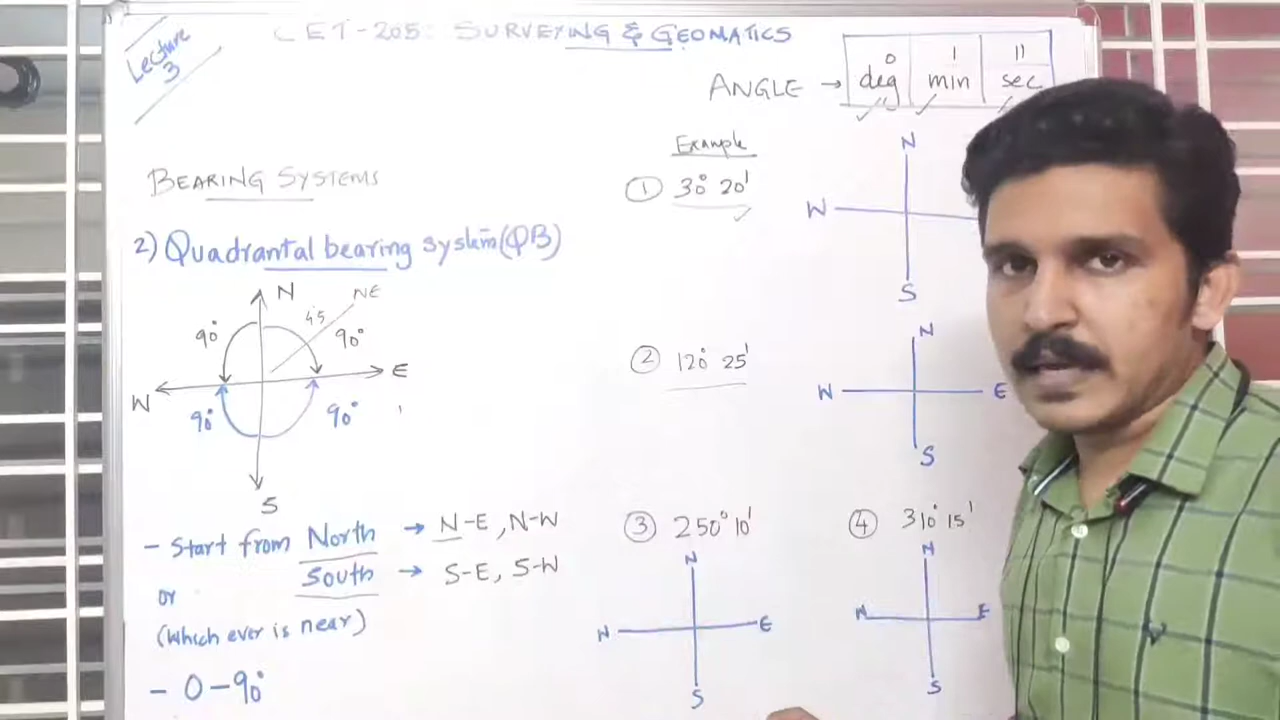 Lecture
3
CET-205: SURVEYING & GEOMATICS
ANGLE → ° deg ' min " sec
BEARING SYSTEMS
2) Quadrantal bearing system (QB)
N
NE
45
90°
90°
W
E
90°
90°
S
- Start from North → N-E, N-W
South → S-E, S-W
or
(Which ever is near)
- 0-90°
Example
① 30° 20'
N
W
S
② 120° 25'
N
W
E
S
③ 250° 10'
N
W
E
S
④ 310° 15'
N
W
E
S